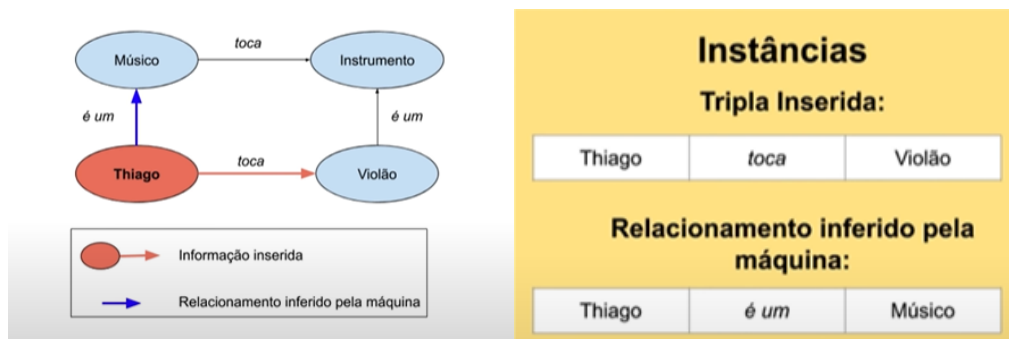 Músico
toca
Instrumento
é um
é um
Thiago
toca
Violão
Informação inserida
Relacionamento inferido pela máquina
Instâncias
Tripla Inserida:
Thiago toca Violão
Relacionamento inferido pela
máquina:
Thiago é um Músico